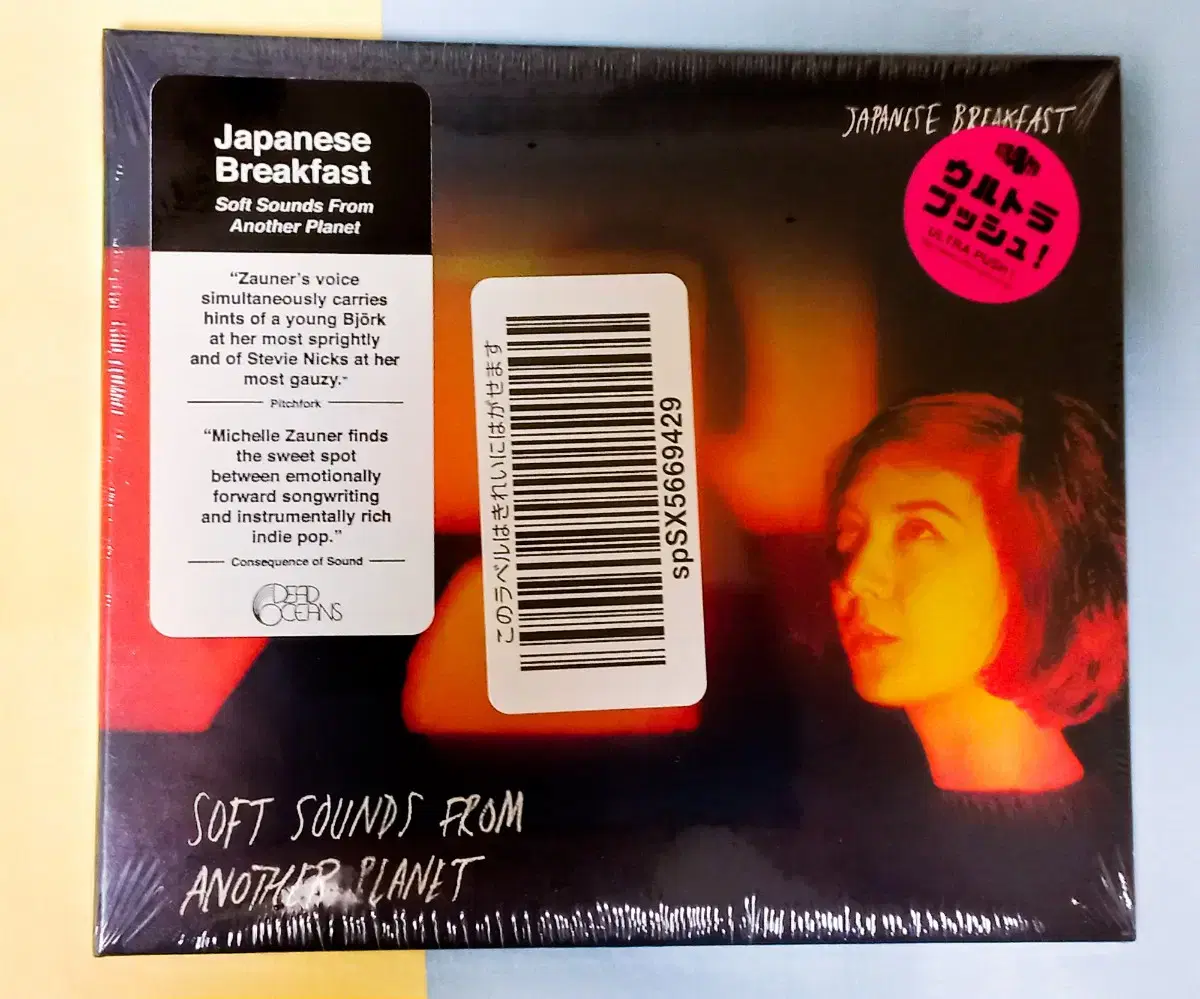 Japanese
Breakfast
Soft Sounds From
Another Planet
“Zauner’s voice
simultaneously carries
hints of a young Björk
at her most sprightly
and of Stevie Nicks at her
most gauzy.”
Pitchfork
“Michelle Zauner finds
the sweet spot
between emotionally
forward songwriting
and instrumentally rich
indie pop.”
Consequence of Sound
DEAD
OCEANS
このラベルはきれいにはがせます
spSX5669429
JAPANESE BREAKFAST
ウルトラ
プッシュ!
ULTRA PUSH!
SOFT SOUNDS FROM
ANOTHER PLANET